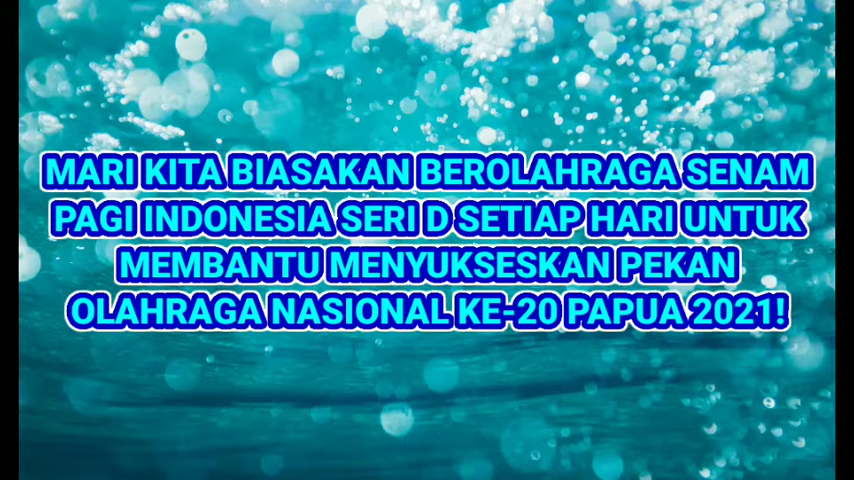 MARI KITA BIASAKAN BEROLAHRAGA SENAM
PAGI INDONESIA SERI D SETIAP HARI UNTUK
MEMBANTU MENYUKSESKAN PEKAN
OLAHRAGA NASIONAL KE-20 PAPUA 2021!